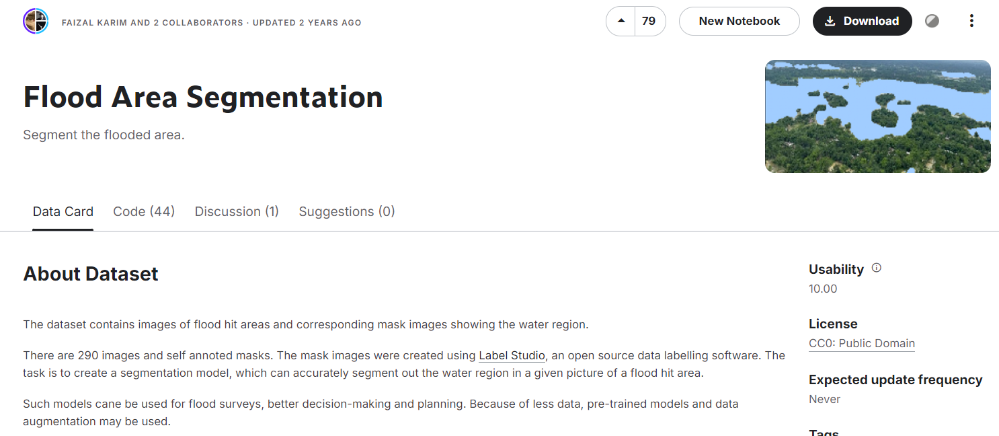 FAIZAL KARIM AND 2 COLLABORATORS · UPDATED 2 YEARS AGO
79
New Notebook
Download
Flood Area Segmentation
Segment the flooded area.
Data Card
Code (44)
Discussion (1)
Suggestions (0)
About Dataset
The dataset contains images of flood hit areas and corresponding mask images showing the water region.
There are 290 images and self annoted masks. The mask images were created using Label Studio, an open source data labelling software. The
task is to create a segmentation model, which can accurately segment out the water region in a given picture of a flood hit area.
Such models cane be used for flood surveys, better decision-making and planning. Because of less data, pre-trained models and data
augmentation may be used.
Usability
10.00
License
CC0: Public Domain
Expected update frequency
Never
Tags